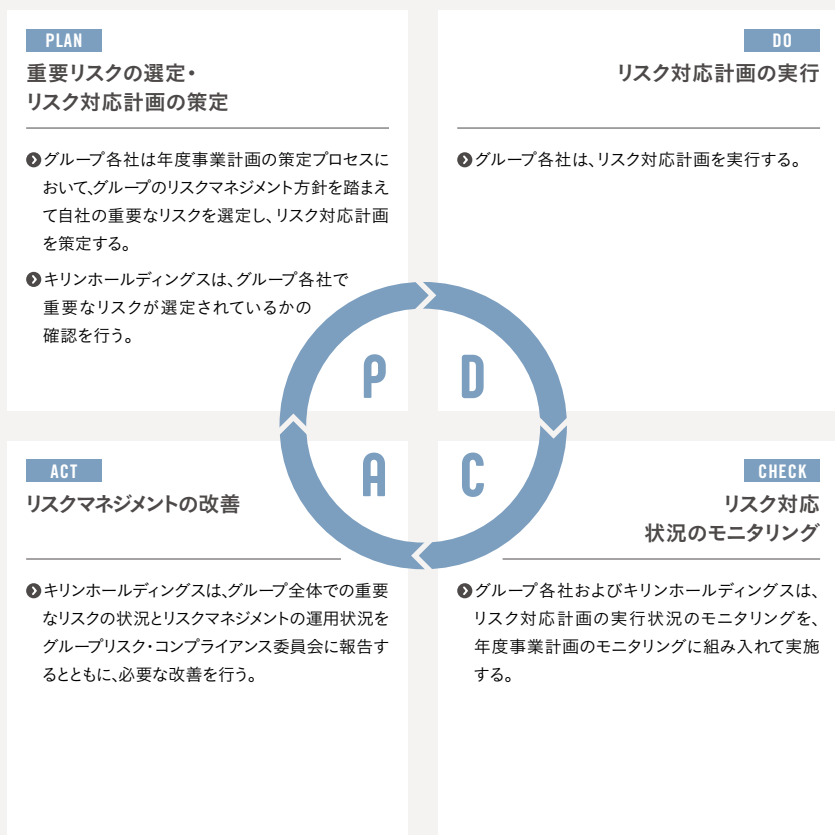 PLAN
重要リスクの選定・
リスク対応計画の策定
グループ各社は年度事業計画の策定プロセスに
おいて、グループのリスクマネジメント方針を踏まえ
て自社の重要なリスクを選定し、リスク対応計画
を策定する。
キリンホールディングスは、グループ各社で
重要なリスクが選定されているかの
確認を行う。
DO
リスク対応計画の実行
グループ各社は、リスク対応計画を実行する。
P
D
A
C
ACT
リスクマネジメントの改善
キリンホールディングスは、グループ全体での重要
なリスクの状況とリスクマネジメントの運用状況を
グループリスク・コンプライアンス委員会に報告す
るとともに、必要な改善を行う。
CHECK
リスク対応
状況のモニタリング
グループ各社およびキリンホールディングスは、
リスク対応計画の実行状況のモニタリングを、
年度事業計画のモニタリングに組み入れて実施
する。